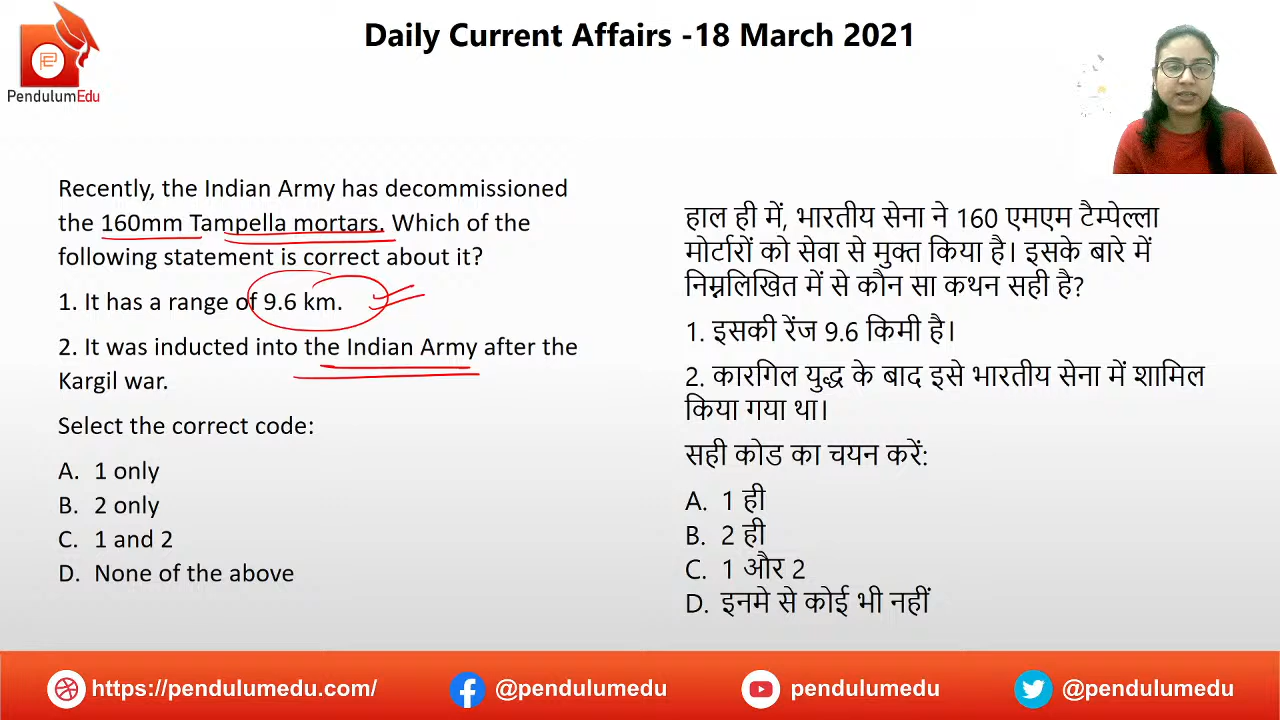 Daily Current Affairs -18 March 2021
PendulumEdu
Recently, the Indian Army has decommissioned
the 160mm Tampella mortars. Which of the
following statement is correct about it?
1. It has a range of 9.6 km.
2. It was inducted into the Indian Army after the
Kargil war.
Select the correct code:
A. 1 only
B. 2 only
C. 1 and 2
D. None of the above
हाल ही में, भारतीय सेना ने 160 एमएम टैम्पेल्ला
मोर्टारों को सेवा से मुक्त किया है। इसके बारे में
निम्नलिखित में से कौन सा कथन सही है?
1. इसकी रेंज 9.6 किमी है।
2. कारगिल युद्ध के बाद इसे भारतीय सेना में शामिल
किया गया था।
सही कोड का चयन करें:
A. 1 ही
B. 2 ही
C. 1 और 2
D. इनमे से कोई भी नहीं
https://pendulumedu.com/
@pendulumedu
pendulumedu
@pendulumedu